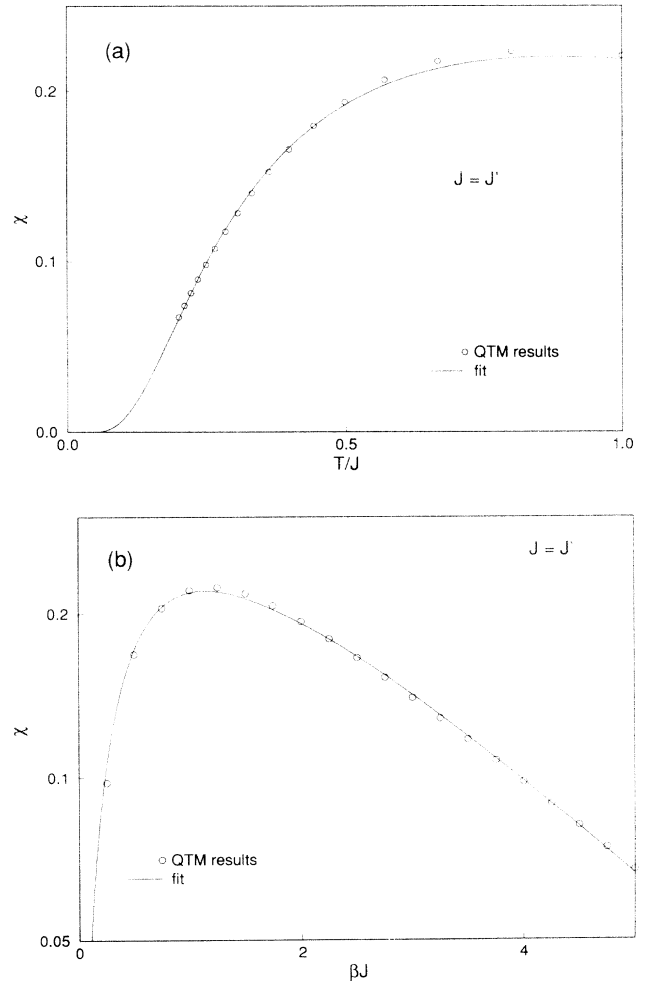 (a)
0.2
J = J'
χ
0.1
QTM results
fit
0.0
0.0
0.5
1.0
T/J
(b)
J = J'
0.2
χ
0.1
QTM results
fit
0.05
0
2
4
βJ